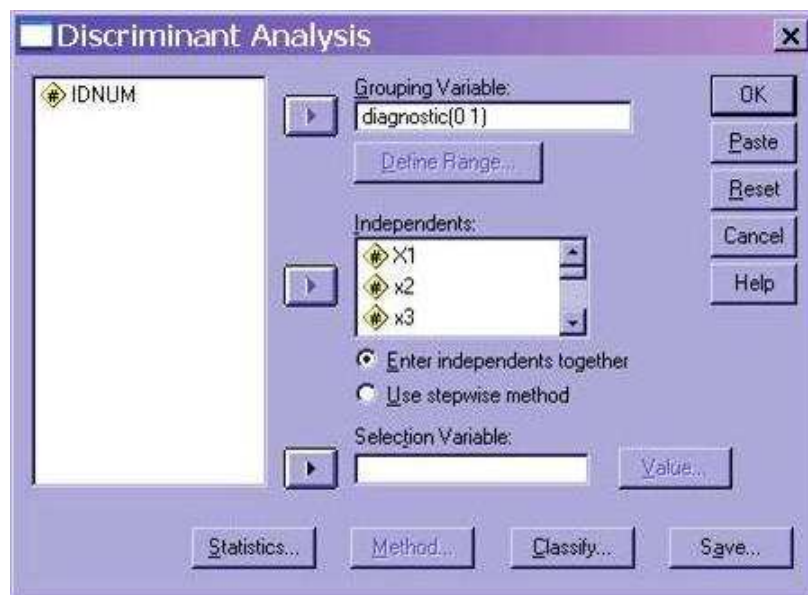 Discriminant Analysis
# IDNUM
Grouping Variable:
diagnostic(0 1)
Define Range...
Independents:
# X1
# x2
# x3
Enter independents together
Use stepwise method
Selection Variable:
Value...
Statistics...
Method...
Classify...
Save...
OK
Paste
Reset
Cancel
Help